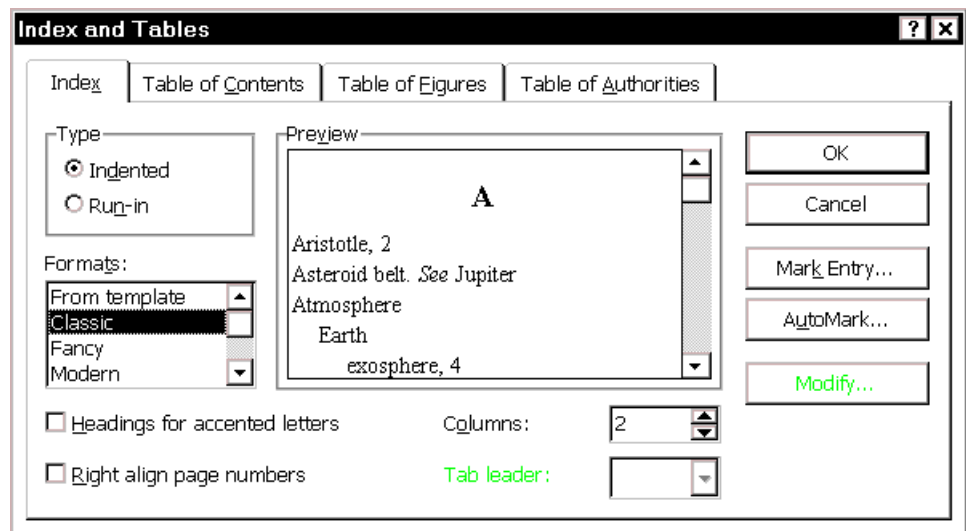 Index and Tables
Index
Table of Contents
Table of Figures
Table of Authorities
Type
Indented
Run-in
Formats:
From template
Classic
Fancy
Modern
Preview
A
Aristotle, 2
Asteroid belt. See Jupiter
Atmosphere
Earth
exosphere, 4
OK
Cancel
Mark Entry...
AutoMark...
Modify...
Headings for accented letters
Columns:
2
Right align page numbers
Tab leader: